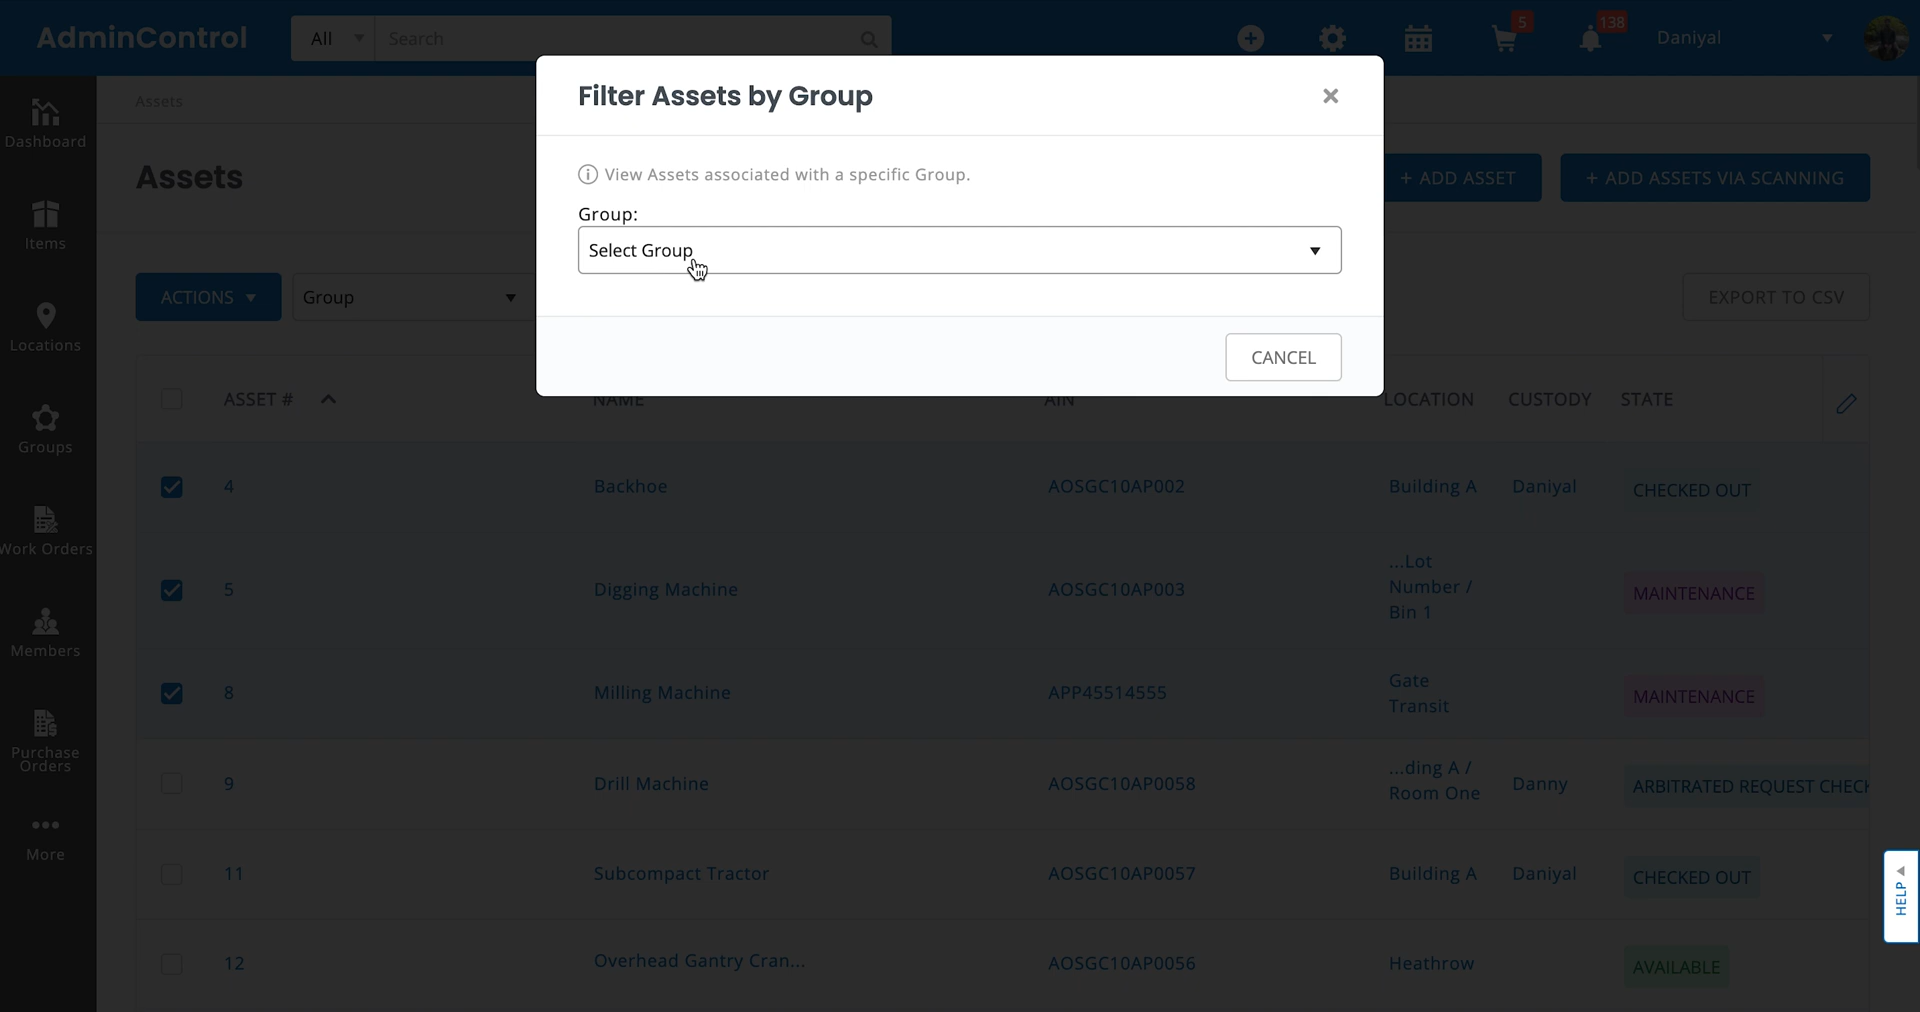 AdminControl
All
Search
5
138
Daniyal
Dashboard
Items
Locations
Groups
Work Orders
Members
Purchase
Orders
More
Assets
Assets
+ ADD ASSET
+ ADD ASSETS VIA SCANNING
Filter Assets by Group
×
View Assets associated with a specific Group.
Group:
Select Group
CANCEL
ACTIONS
Group
EXPORT TO CSV
ASSET #
NAME
AIN
LOCATION
CUSTODY
STATE
4
Backhoe
AOSGC10AP002
Building A
Daniyal
CHECKED OUT
5
Digging Machine
AOSGC10AP003
...Lot
Number /
Bin 1
MAINTENANCE
8
Milling Machine
APP45514555
Gate
Transit
MAINTENANCE
9
Drill Machine
AOSGC10AP0058
...ding A /
Room One
Danny
ARBITRATED REQUEST CHECK
11
Subcompact Tractor
AOSGC10AP0057
Building A
Daniyal
CHECKED OUT
12
Overhead Gantry Cran...
AOSGC10AP0056
Heathrow
AVAILABLE
HELP